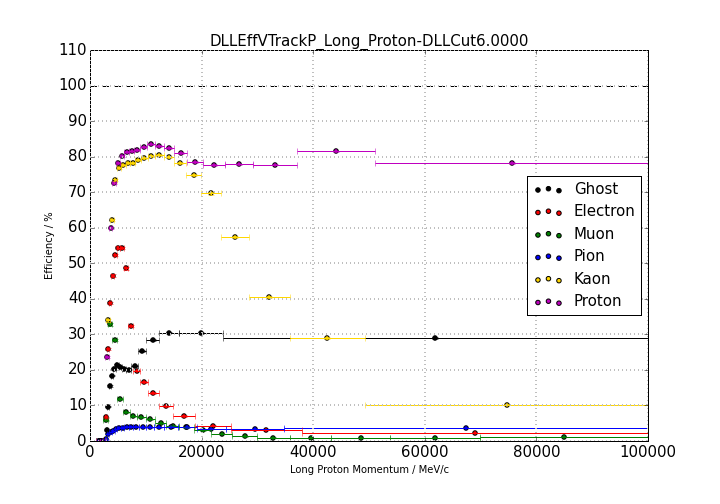 DLLEffVTrackP_Long_Proton-DLLCut6.0000
110
100
90
80
70
60
50
40
30
20
10
0
Efficiency / %
Ghost
Electron
Muon
Pion
Kaon
Proton
0 20000 40000 60000 80000 100000
Long Proton Momentum / MeV/c